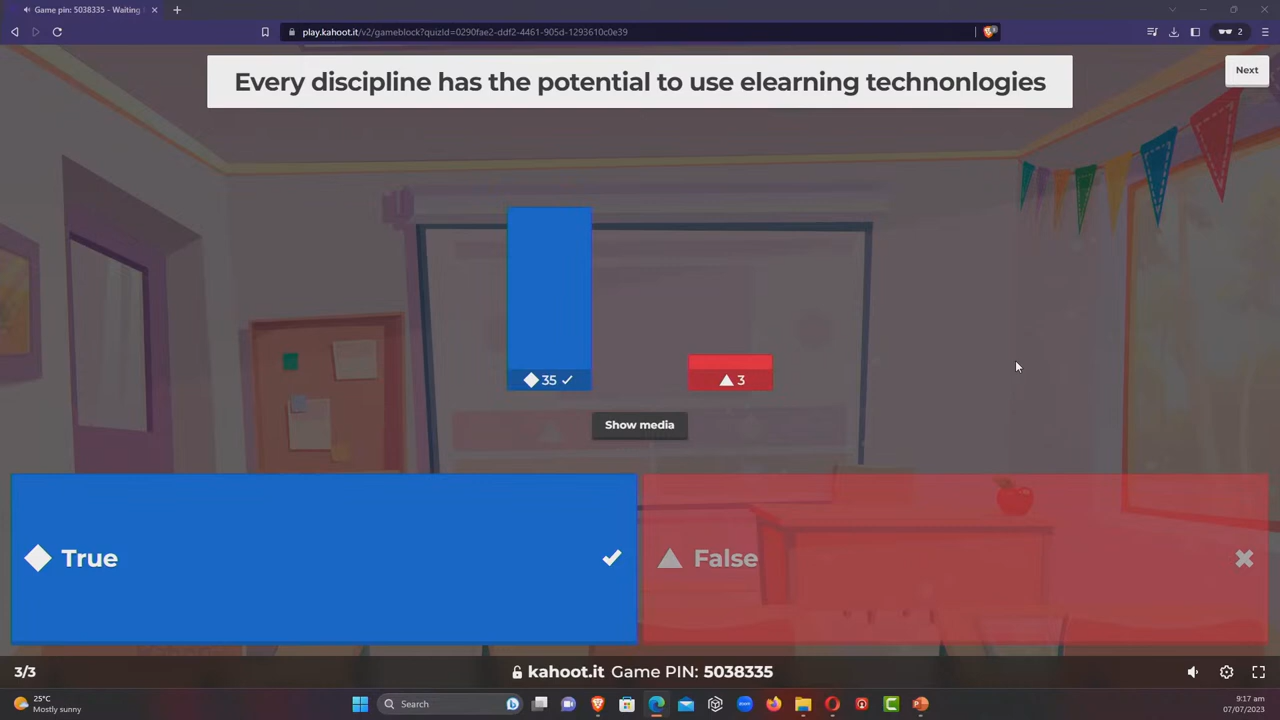 Game pin: 5038335 - Waiting
play.kahoot.it/v2/gameblock?quizId=0290fae2-ddf2-4461-905d-1293610c0e39
2
Every discipline has the potential to use elearning technonlogies
Next
35
3
Show media
True
False
3/3
kahoot.it Game PIN: 5038335
25°C
Mostly sunny
Search
zoom
9:17 am
07/07/2023